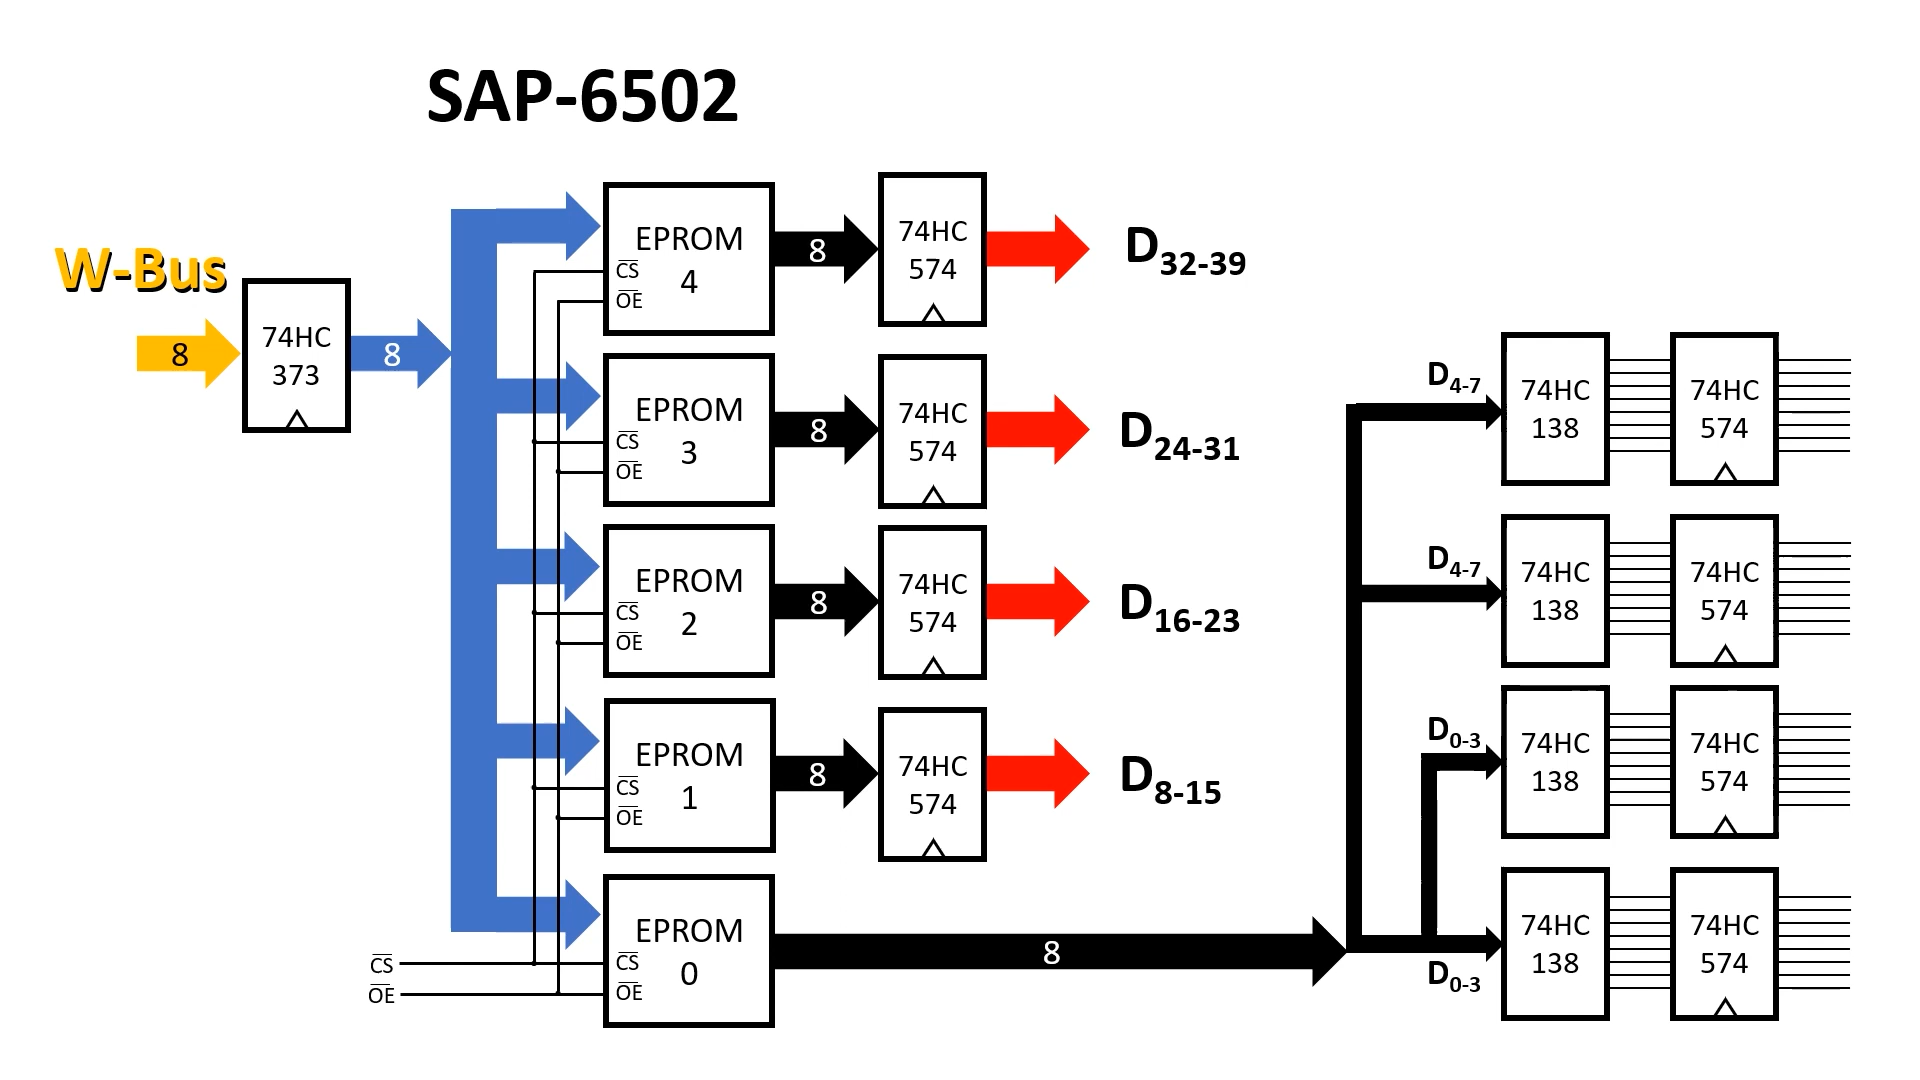 SAP-6502
W-Bus
8
74HC
373
8
EPROM
4
CS
OE
8
74HC
574
D32-39
EPROM
3
CS
OE
8
74HC
574
D24-31
EPROM
2
CS
OE
8
74HC
574
D16-23
EPROM
1
CS
OE
8
74HC
574
D8-15
EPROM
0
CS
OE
CS
OE
8
D4-7
74HC
138
74HC
574
D4-7
74HC
138
74HC
574
D0-3
74HC
138
74HC
574
D0-3
74HC
138
74HC
574